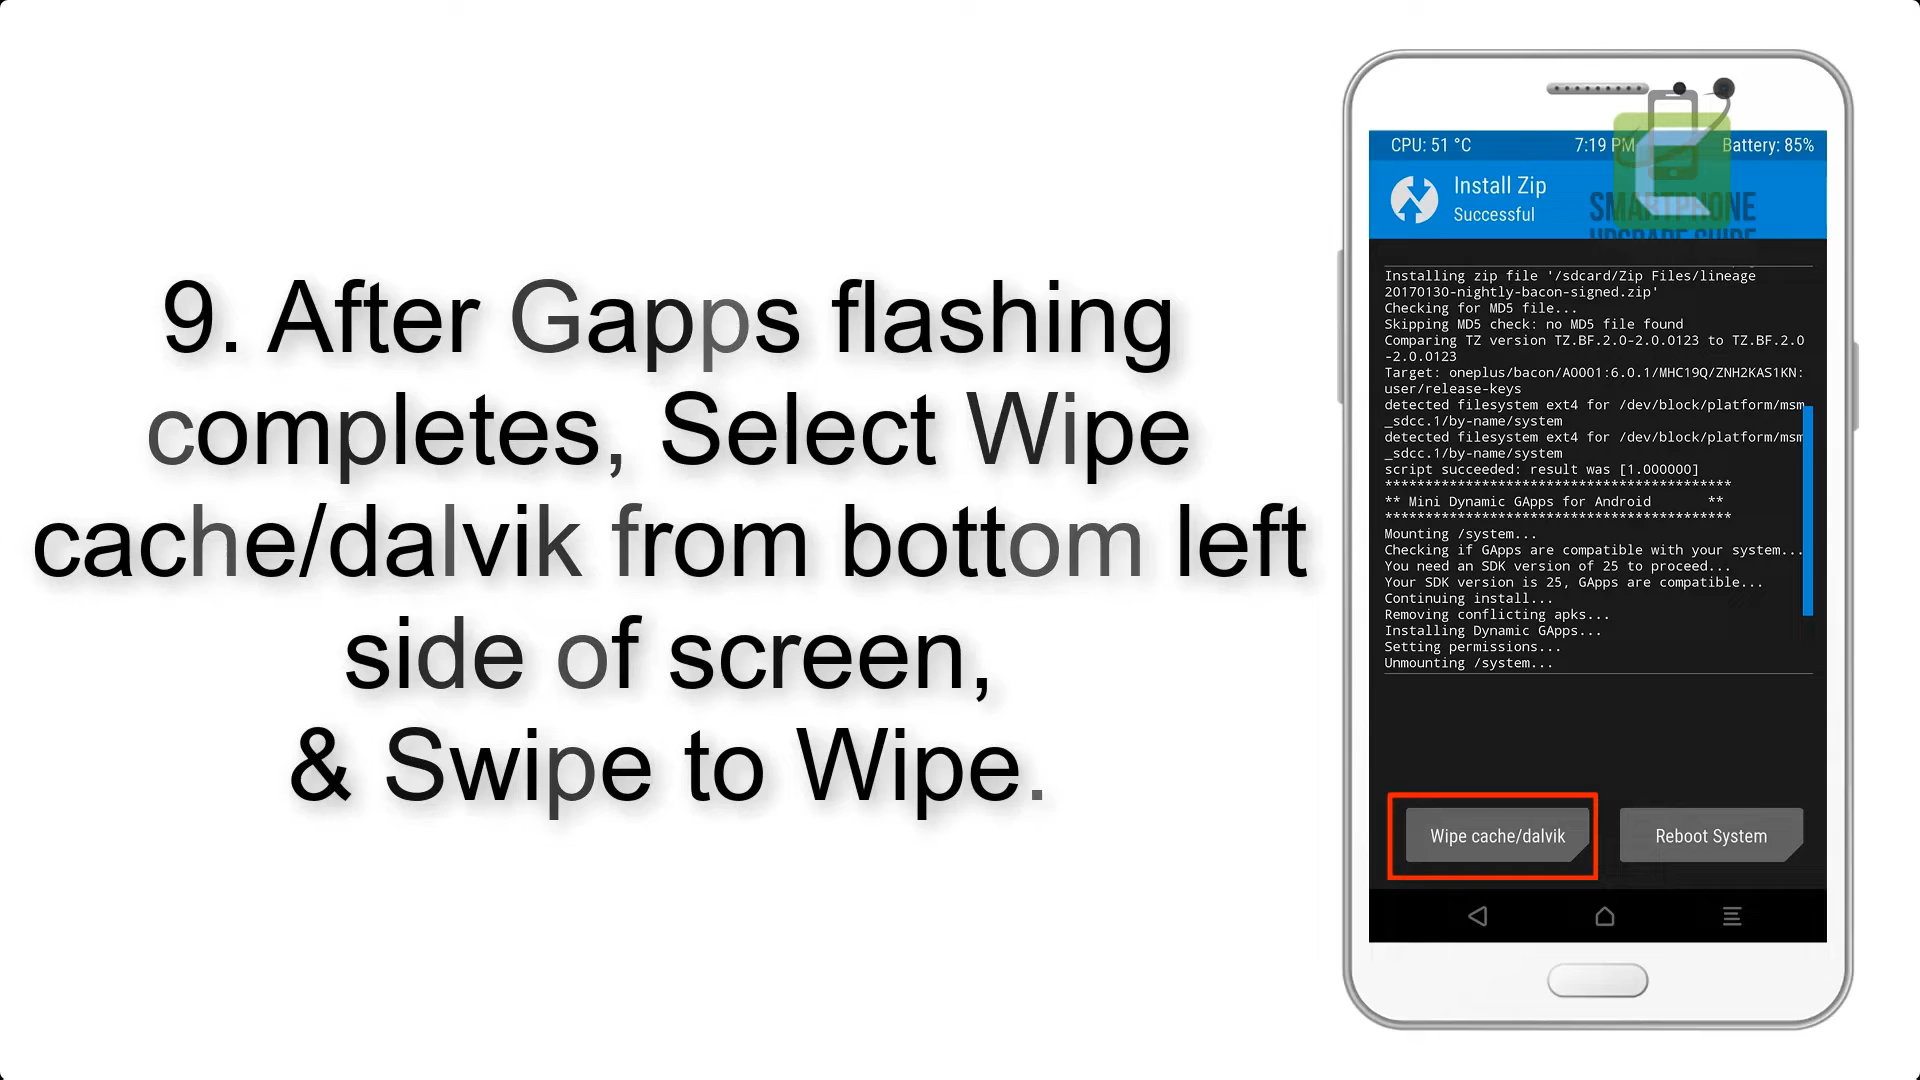 9. After Gapps flashing
completes, Select Wipe
cache/dalvik from bottom left
side of screen,
& Swipe to Wipe.
CPU: 51 °C 7:19 PM Battery: 85%
Install Zip
Successful
SMARTPHONE
UPGRADE GUIDE
Installing zip file '/sdcard/Zip Files/lineage
20170130-nightly-bacon-signed.zip'
Checking for MD5 file...
Skipping MD5 check: no MD5 file found
Comparing TZ version TZ.BF.2.0-2.0.0123 to TZ.BF.2.0
-2.0.0123
Target: oneplus/bacon/A0001:6.0.1/MHC19Q/ZNH2KAS1KN:
user/release-keys
detected filesystem ext4 for /dev/block/platform/msm
_sdcc.1/by-name/system
detected filesystem ext4 for /dev/block/platform/msm
_sdcc.1/by-name/system
script succeeded: result was [1.000000]
******************************************
** Mini Dynamic GApps for Android **
******************************************
Mounting /system...
Checking if GApps are compatible with your system...
You need an SDK version of 25 to proceed...
Your SDK version is 25, GApps are compatible...
Continuing install...
Removing conflicting apks...
Installing Dynamic GApps...
Setting permissions...
Unmounting /system...
Wipe cache/dalvik Reboot System